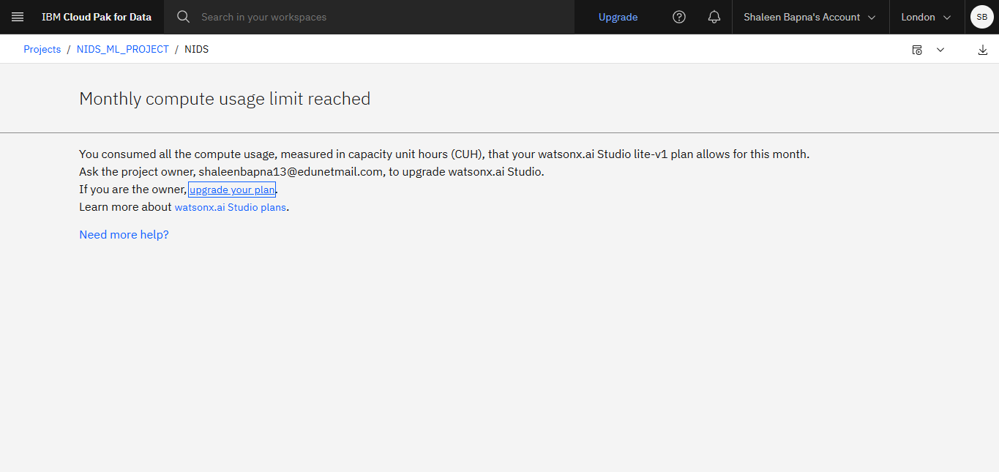 IBM Cloud Pak for Data Search in your workspaces Upgrade Shaleen Bapna's Account London SB
Projects / NIDS_ML_PROJECT / NIDS
Monthly compute usage limit reached
You consumed all the compute usage, measured in capacity unit hours (CUH), that your watsonx.ai Studio lite-v1 plan allows for this month.
Ask the project owner, shaleenbapna13@edunetmail.com, to upgrade watsonx.ai Studio.
If you are the owner, upgrade your plan.
Learn more about watsonx.ai Studio plans.
Need more help?